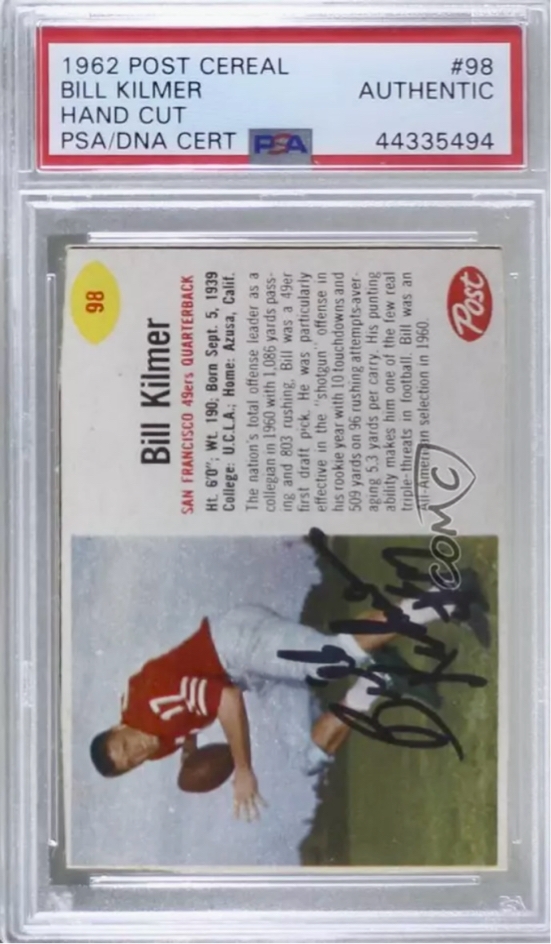 1962 POST CEREAL #98
BILL KILMER AUTHENTIC
HAND CUT
PSA/DNA CERT PSA 44335494
98
Bill Kilmer
SAN FRANCISCO 49ers QUARTERBACK
Ht. 6'0"; Wt. 190; Born Sept. 5, 1939
College: U.C.L.A.; Home: Azusa, Calif.
The nation's total offense leader as a
collegian in 1960 with 1,086 yards pass-
ing and 803 rushing, Bill was a 49er
first draft pick. He was particularly
effective in the "shotgun" offense in
his rookie year with 10 touchdowns and
509 yards on 96 rushing attempts-aver-
aging 5.3 yards per carry. His punting
ability makes him one of the few real
triple-threats in football. Bill was an
All-American selection in 1960.
Post
17
Bill Kilmer
COMC